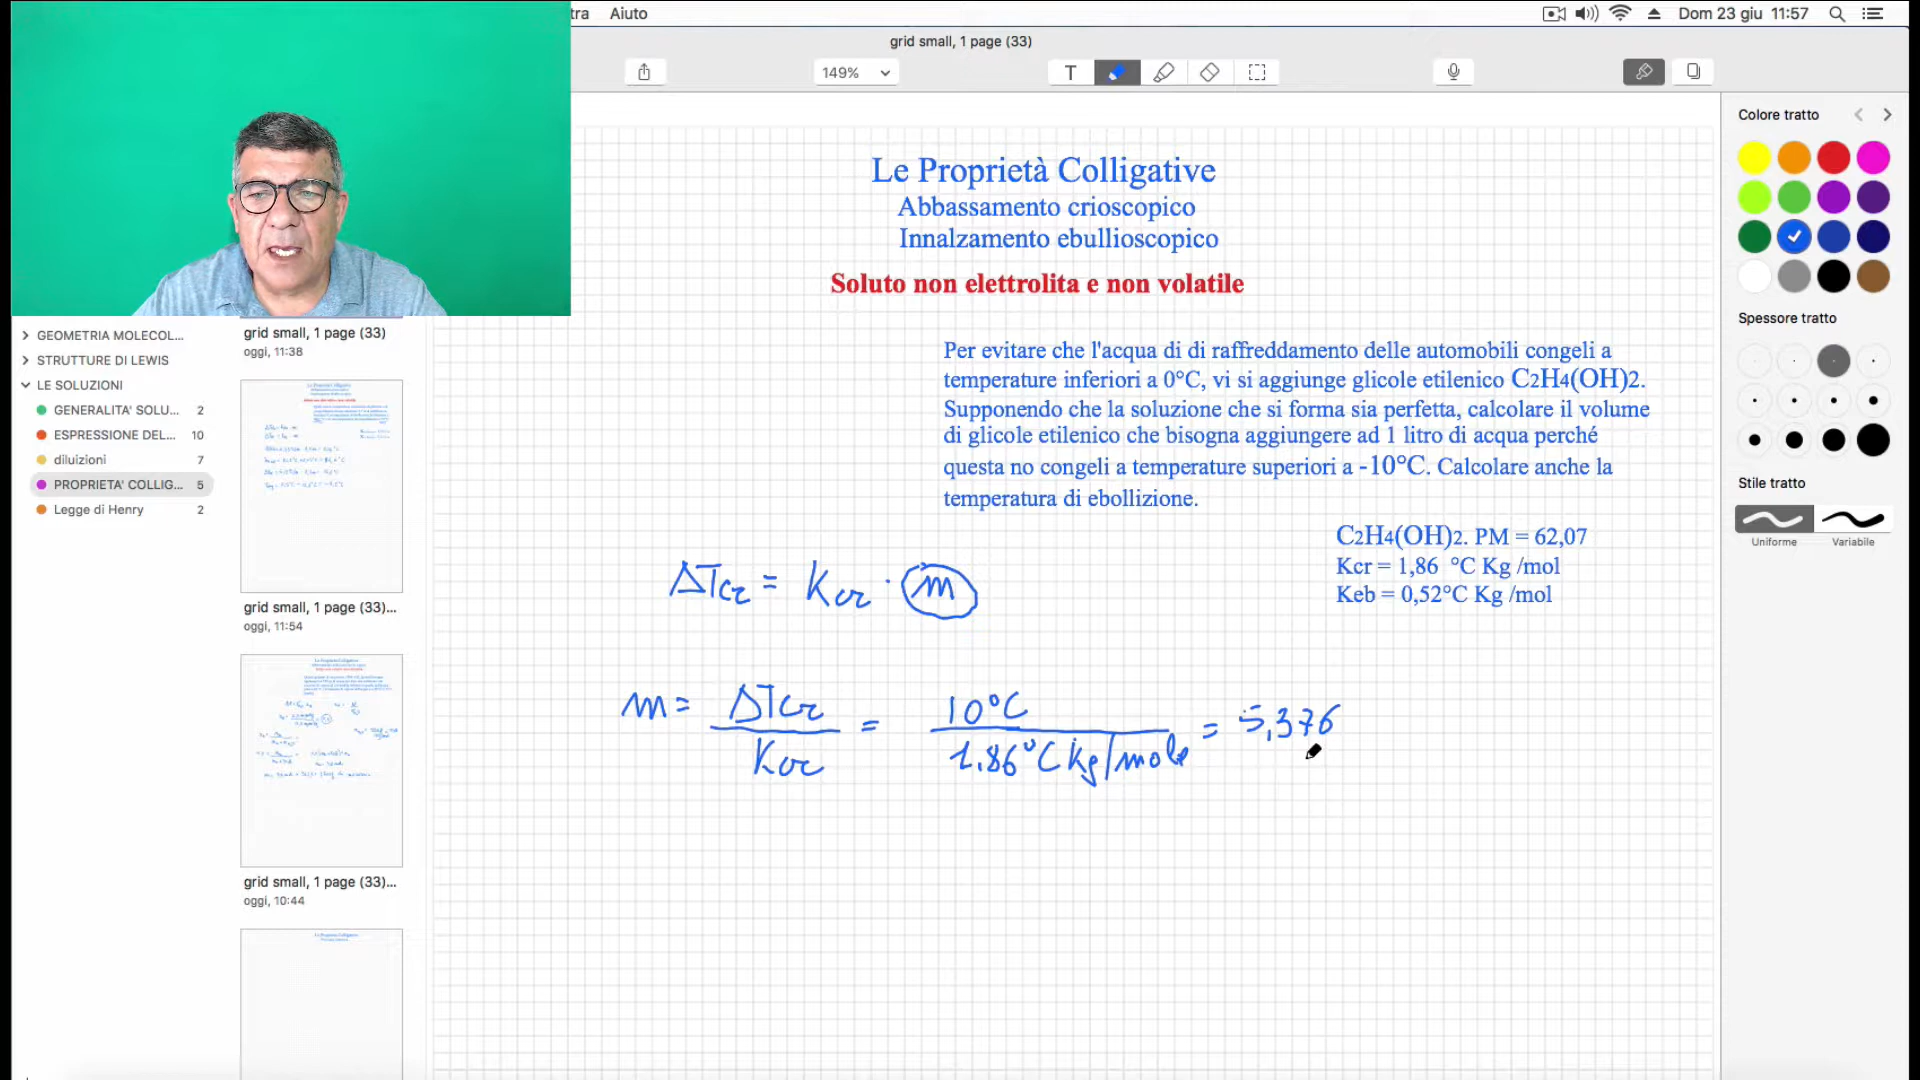 tra Aiuto Dom 23 giu 11:57
grid small, 1 page (33)
149% T
GEOMETRIA MOLECOL...
STRUTTURE DI LEWIS
LE SOLUZIONI
GENERALITA' SOLU... 2
ESPRESSIONE DEL... 10
diluizioni 7
PROPRIETA' COLLIG... 5
Legge di Henry 2
grid small, 1 page (33)
oggi, 11:38
grid small, 1 page (33)...
oggi, 11:54
grid small, 1 page (33)...
oggi, 10:44
Le Proprietà Colligative
Abbassamento crioscopico
Innalzamento ebullioscopico
Soluto non elettrolita e non volatile
Per evitare che l'acqua di di raffreddamento delle automobili congeli a
temperature inferiori a 0°C, vi si aggiunge glicole etilenico C2H4(OH)2.
Supponendo che la soluzione che si forma sia perfetta, calcolare il volume
di glicole etilenico che bisogna aggiungere ad 1 litro di acqua perché
questa no congeli a temperature superiori a -10°C. Calcolare anche la
temperatura di ebollizione.
C2H4(OH)2. PM = 62,07
Kcr = 1,86 °C Kg /mol
Keb = 0,52°C Kg /mol
ΔTcr = Kcr · m
m = ΔTcr / Kcr = 10°C / 1.86°C kg/mole = 5,376
Colore tratto
Spessore tratto
Stile tratto
Uniforme Variabile